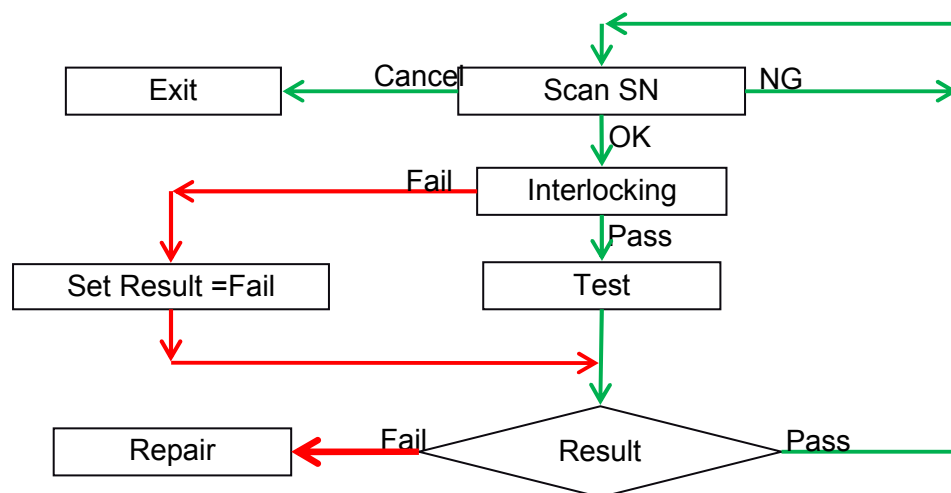 Exit
Cancel
Scan SN
NG
OK
Fail
Interlocking
Pass
Set Result =Fail
Test
Repair
Fail
Result
Pass